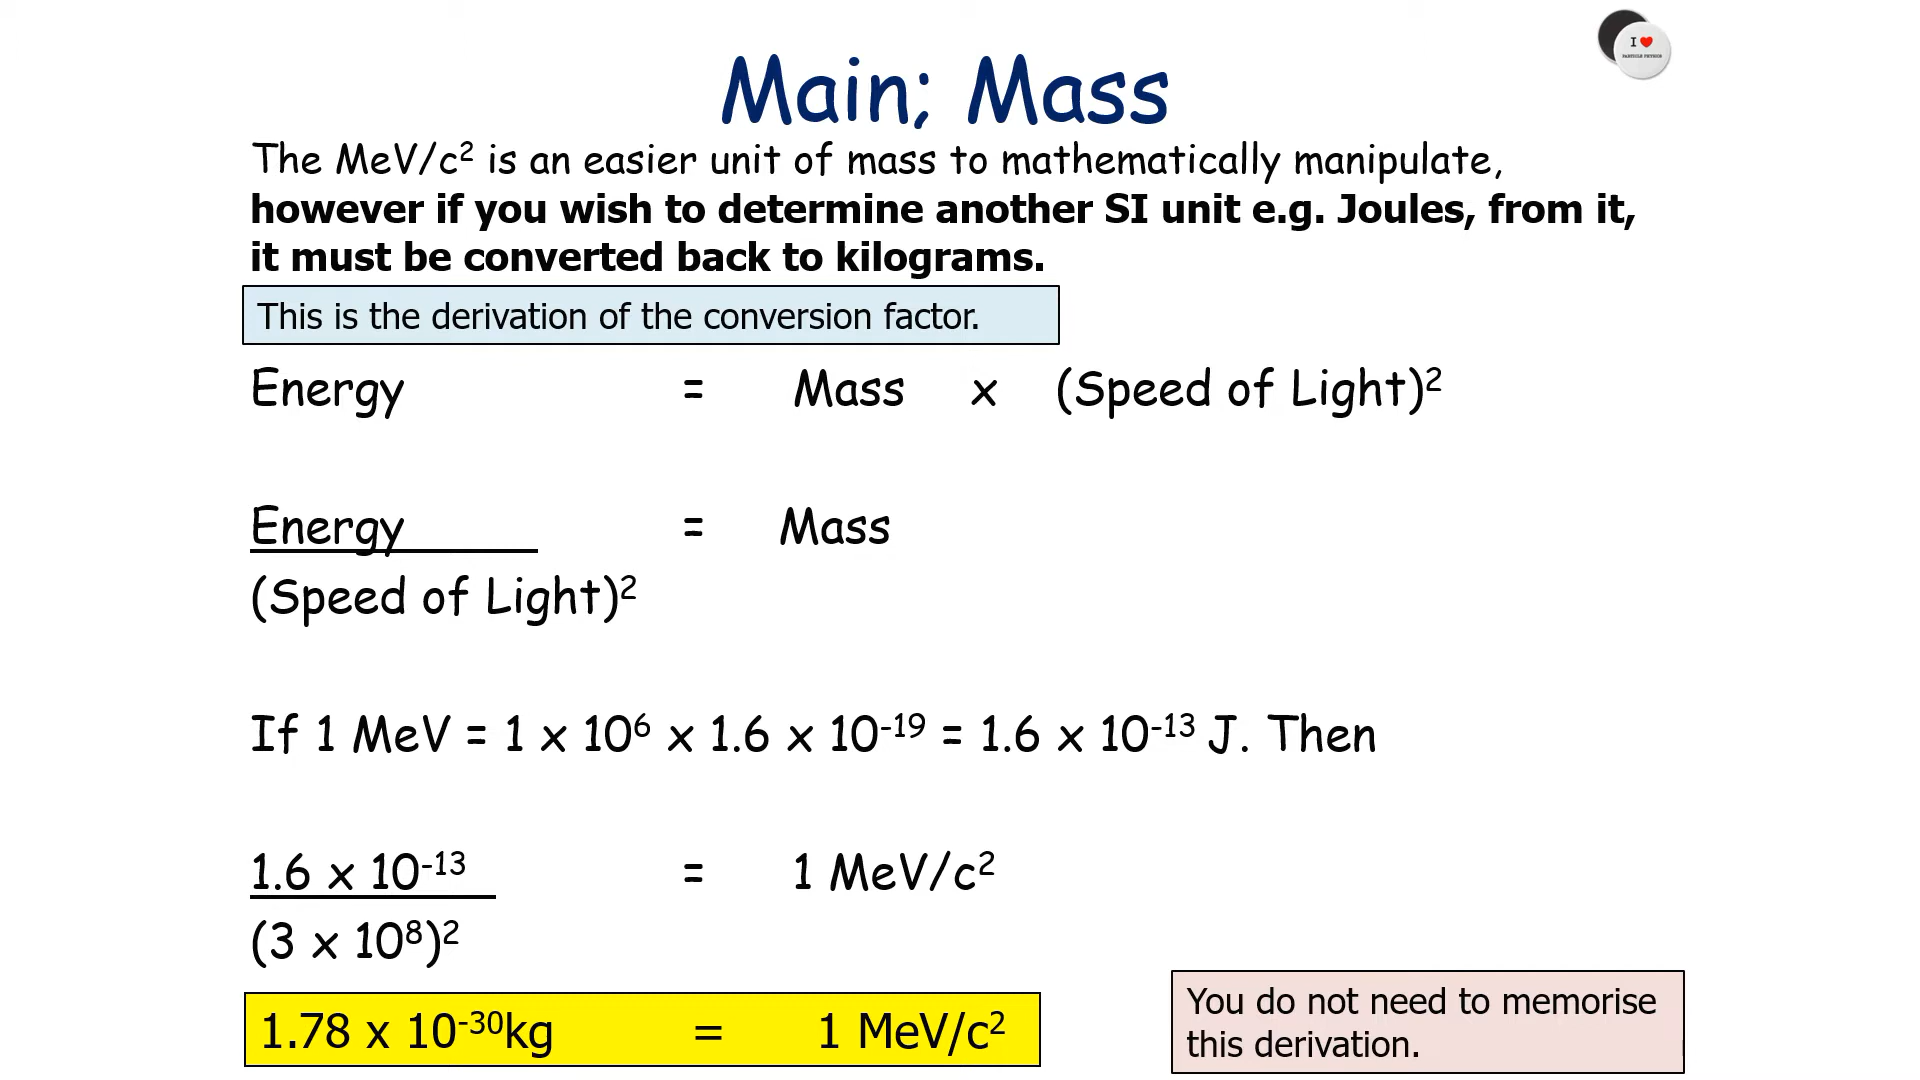 I ❤
PARTICLE PHYSICS
Main; Mass
The MeV/c² is an easier unit of mass to mathematically manipulate,
however if you wish to determine another SI unit e.g. Joules, from it,
it must be converted back to kilograms.
This is the derivation of the conversion factor.
Energy = Mass x (Speed of Light)²
Energy = Mass
(Speed of Light)²
If 1 MeV = 1 x 10⁶ x 1.6 x 10⁻¹⁹ = 1.6 x 10⁻¹³ J. Then
1.6 x 10⁻¹³ = 1 MeV/c²
(3 x 10⁸)²
1.78 x 10⁻³⁰kg = 1 MeV/c²
You do not need to memorise
this derivation.